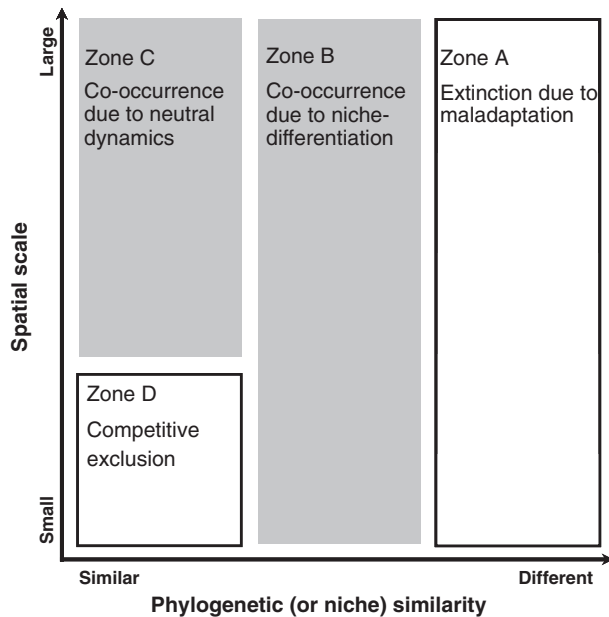 Large
Spatial scale
Small
Zone C
Co-occurrence
due to neutral
dynamics
Zone B
Co-occurrence
due to niche-
differentiation
Zone A
Extinction due to
maladaptation
Zone D
Competitive
exclusion
Similar
Different
Phylogenetic (or niche) similarity